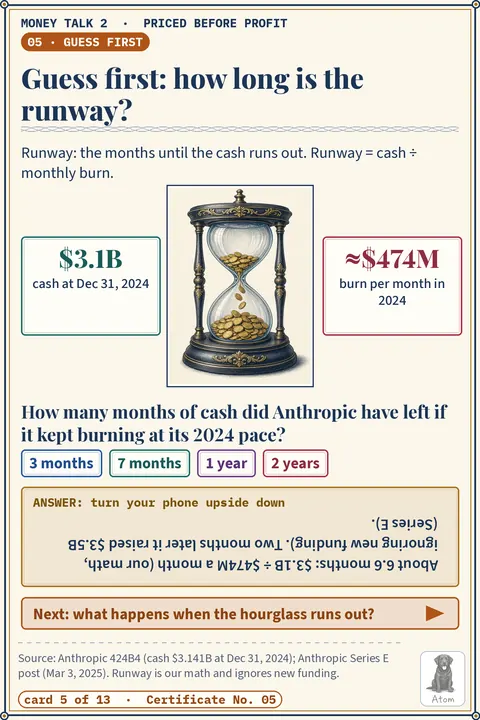 MONEY TALK 2 · PRICED BEFORE PROFIT
05 · GUESS FIRST
Guess first: how long is the
runway?
Runway: the months until the cash runs out. Runway = cash ÷
monthly burn.
$3.1B
cash at Dec 31, 2024
≈$474M
burn per month in
2024
How many months of cash did Anthropic have left if
it kept burning at its 2024 pace?
3 months
7 months
1 year
2 years
ANSWER: turn your phone upside down
About 6.6 months: $3.1B ÷ $474M a month (our math,
ignoring new funding). Two months later it raised $3.5B
(Series E).
Next: what happens when the hourglass runs out?
Source: Anthropic 424B4 (cash $3.141B at Dec 31, 2024); Anthropic Series E
post (Mar 3, 2025). Runway is our math and ignores new funding.
Atom
card 5 of 13 · Certificate No. 05